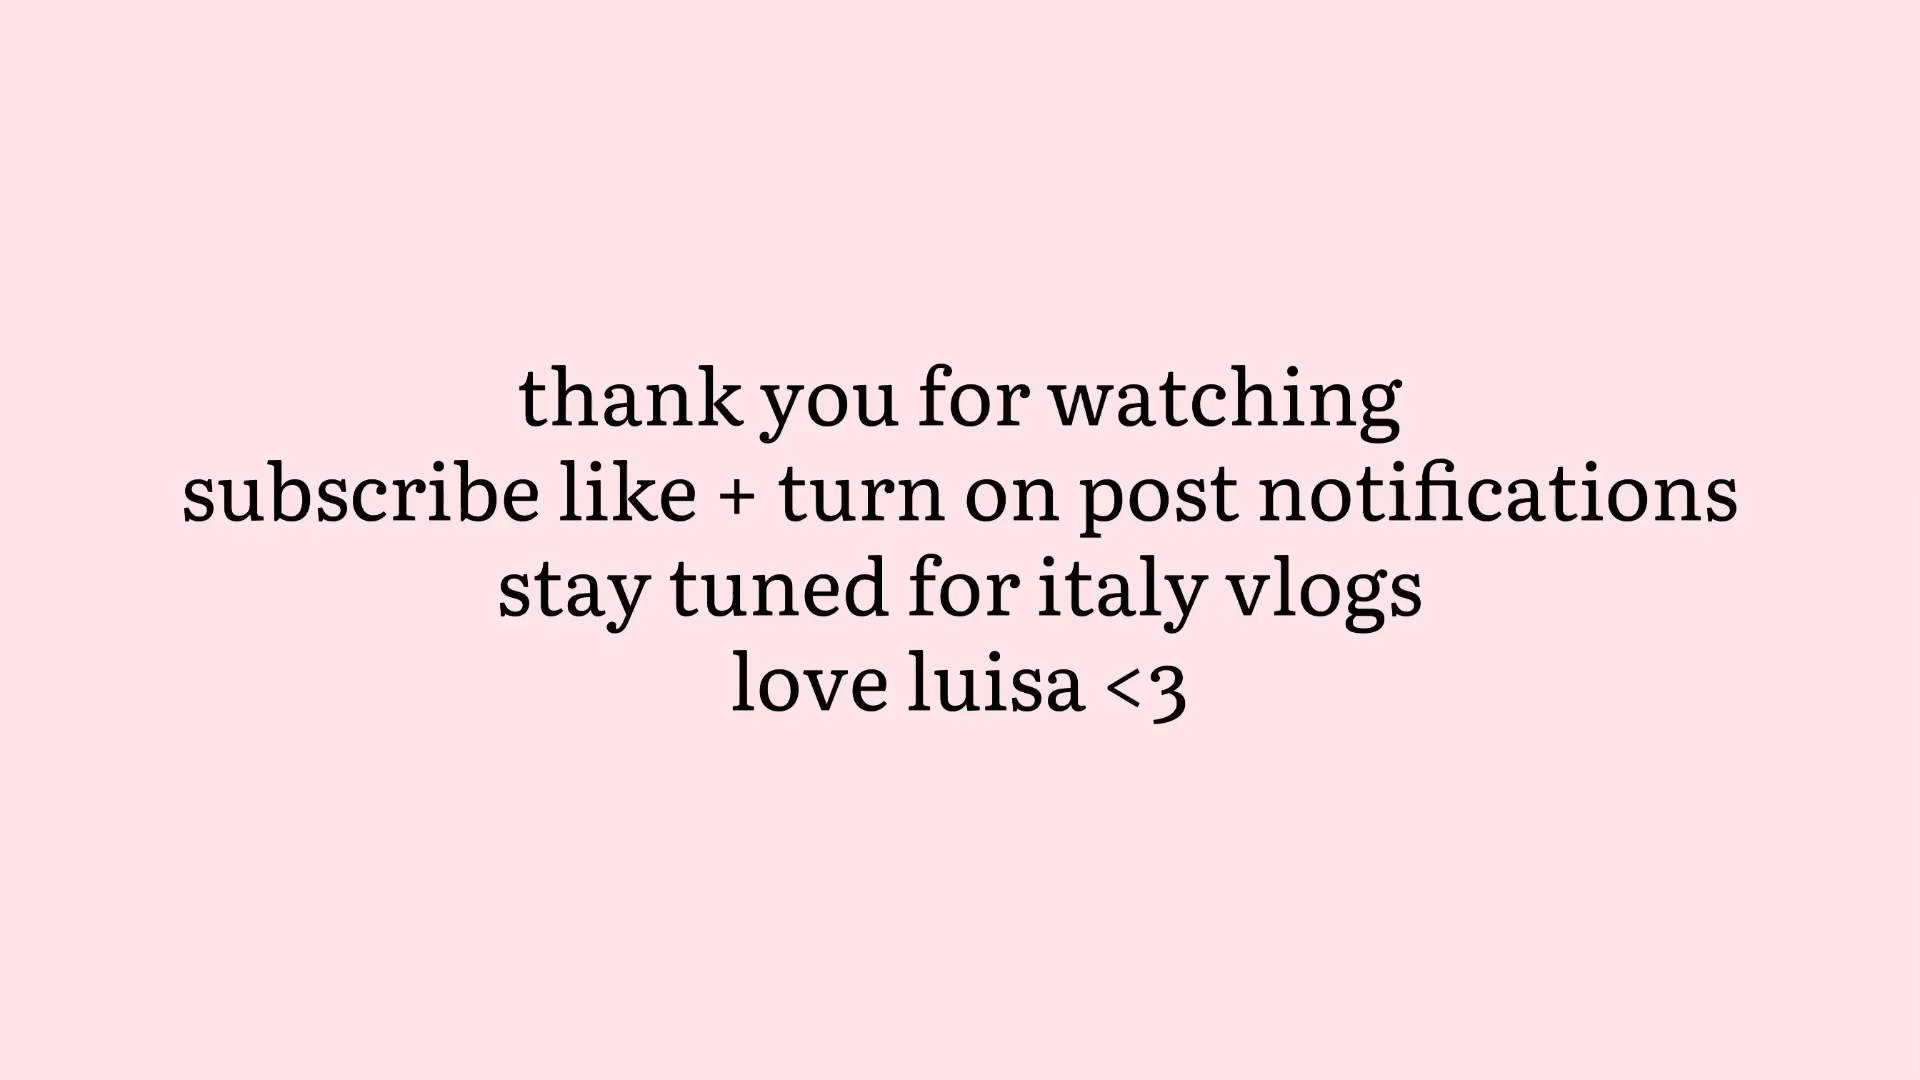 thank you for watching
subscribe like + turn on post notifications
stay tuned for italy vlogs
love luisa <3